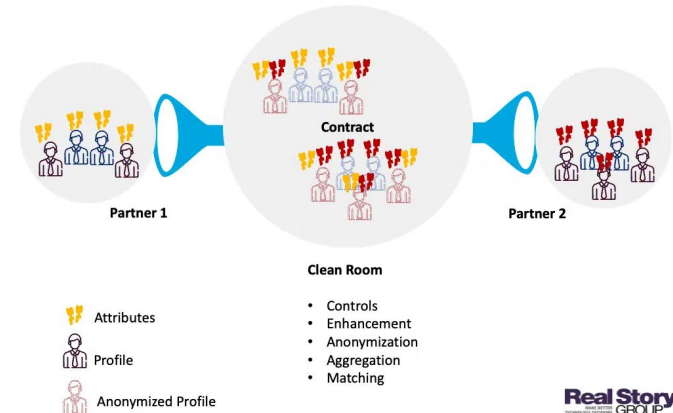 Contract
Partner 1
Partner 2
Clean Room
• Controls
• Enhancement
• Anonymization
• Aggregation
• Matching
Attributes
Profile
Anonymized Profile
Real Story
GROUP